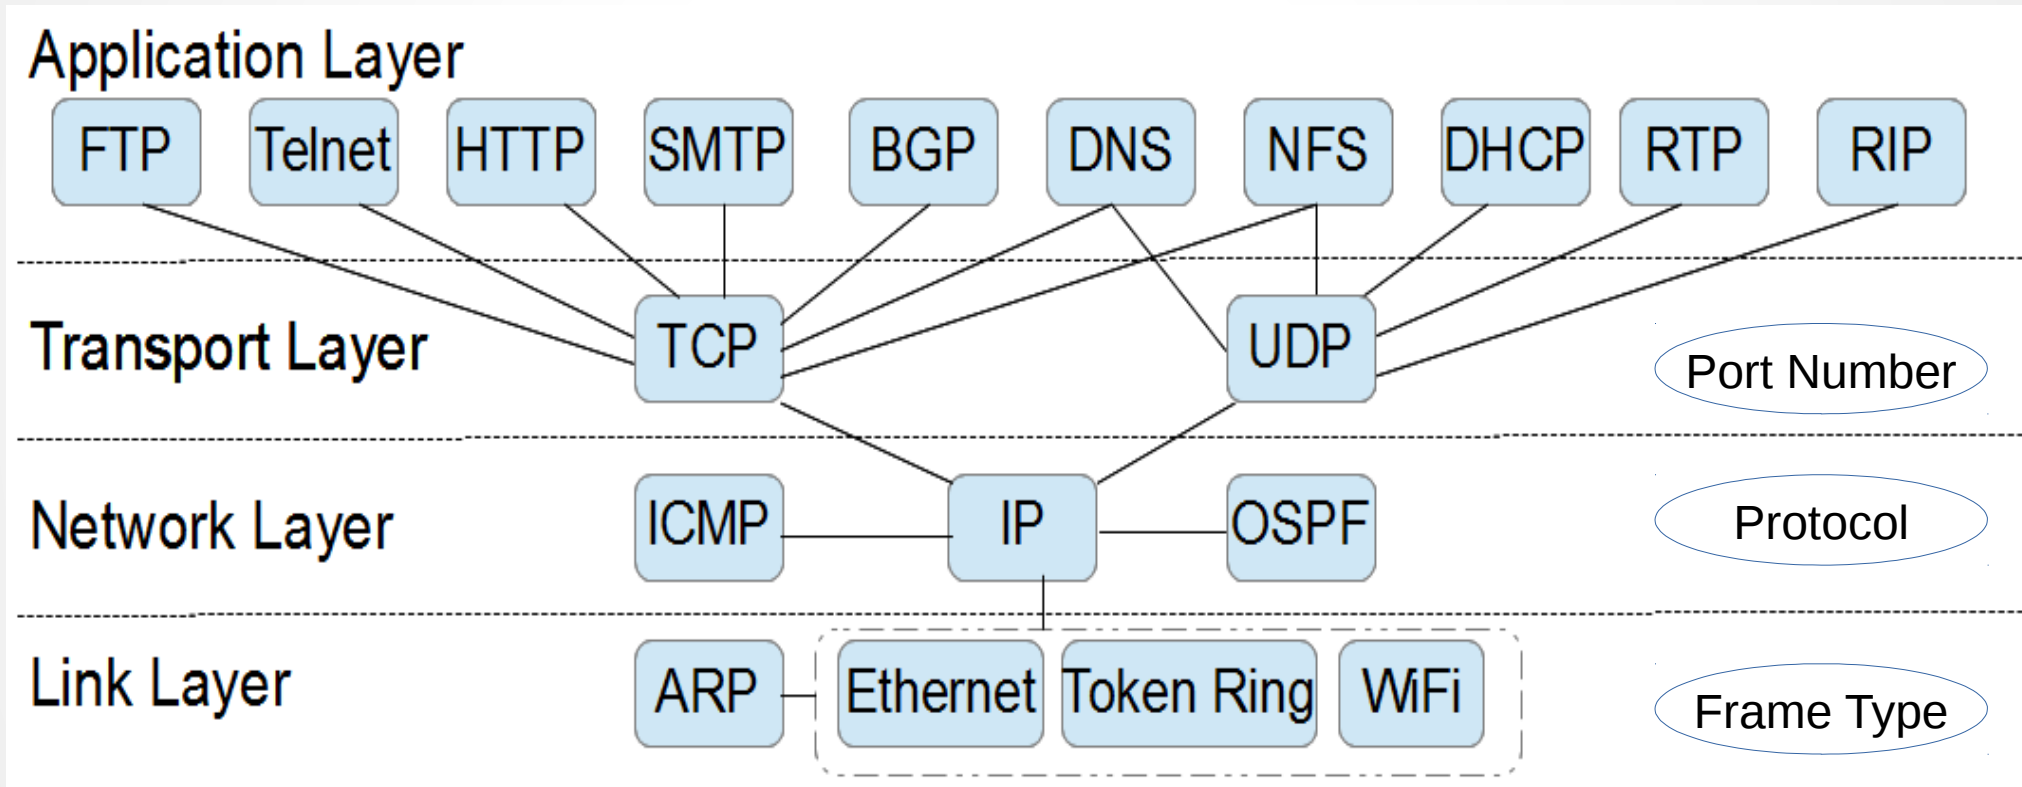 Application Layer
FTP Telnet HTTP SMTP BGP DNS NFS DHCP RTP RIP
Transport Layer TCP UDP Port Number
Network Layer ICMP IP OSPF Protocol
Link Layer ARP Ethernet Token Ring WiFi Frame Type